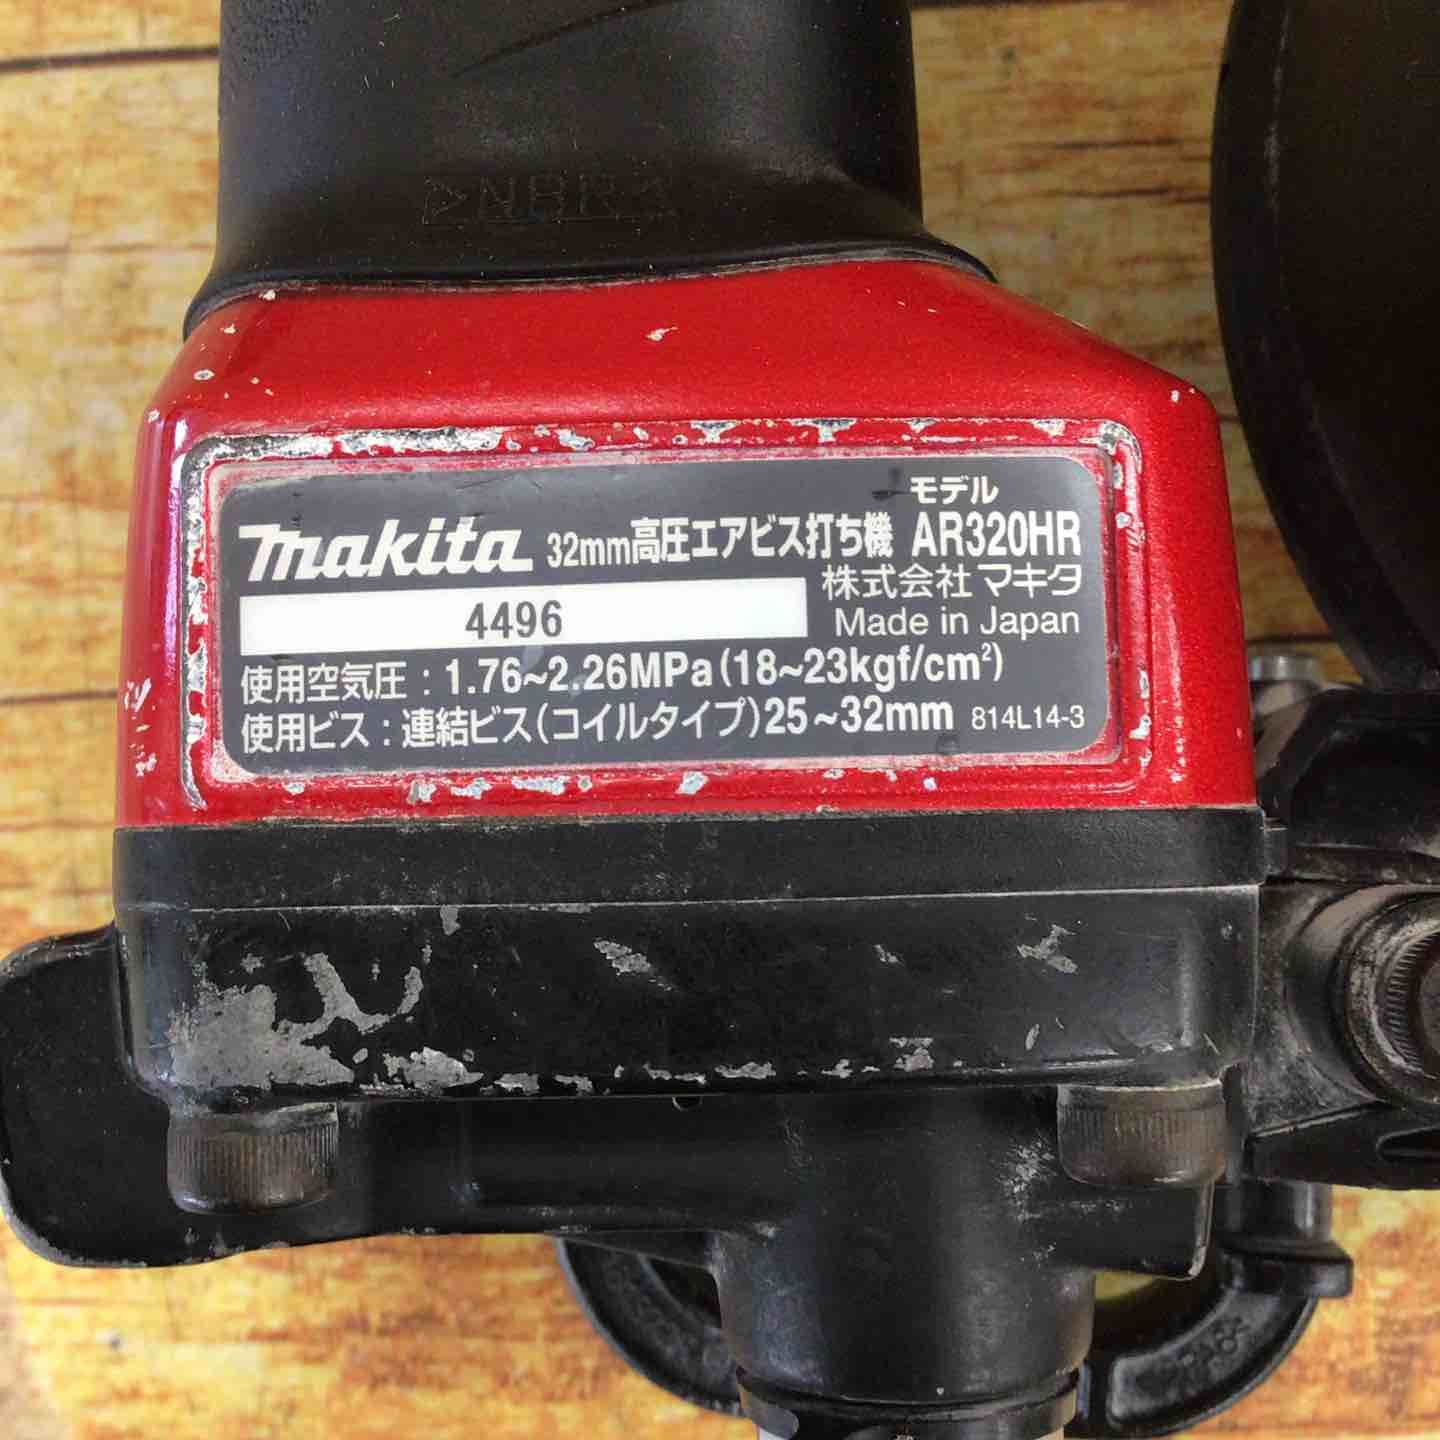 >NBR<
モデル
makita 32mm高圧エアビス打ち機 AR320HR
株式会社マキタ
4496
Made in Japan
使用空気圧：1.76~2.26MPa(18~23kgf/cm²)
使用ビス：連結ビス(コイルタイプ)25~32mm 814L14-3